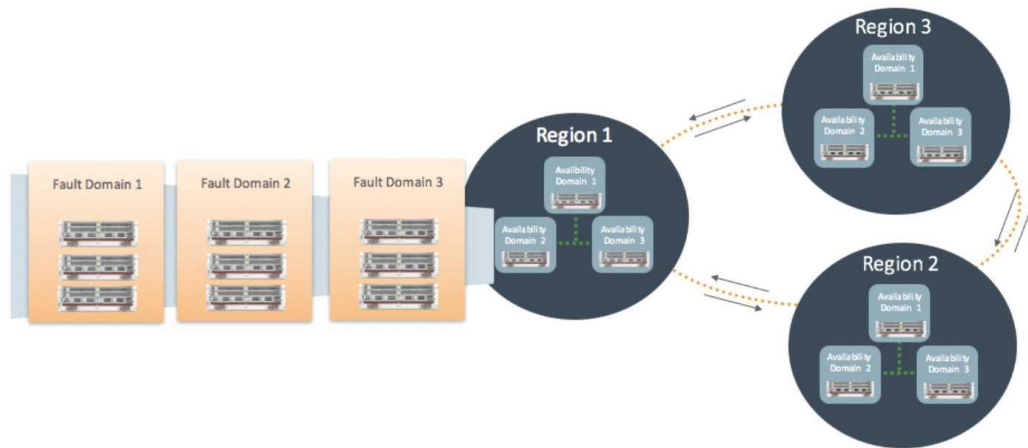 Fault Domain 1
Fault Domain 2
Fault Domain 3
Region 1
Availbility
Domain 1
Availability
Domain 2
Availability
Domain 3
Region 3
Availability
Domain 1
Availability
Domain 2
Availability
Domain 3
Region 2
Availability
Domain 1
Availability
Domain 2
Availability
Domain 3